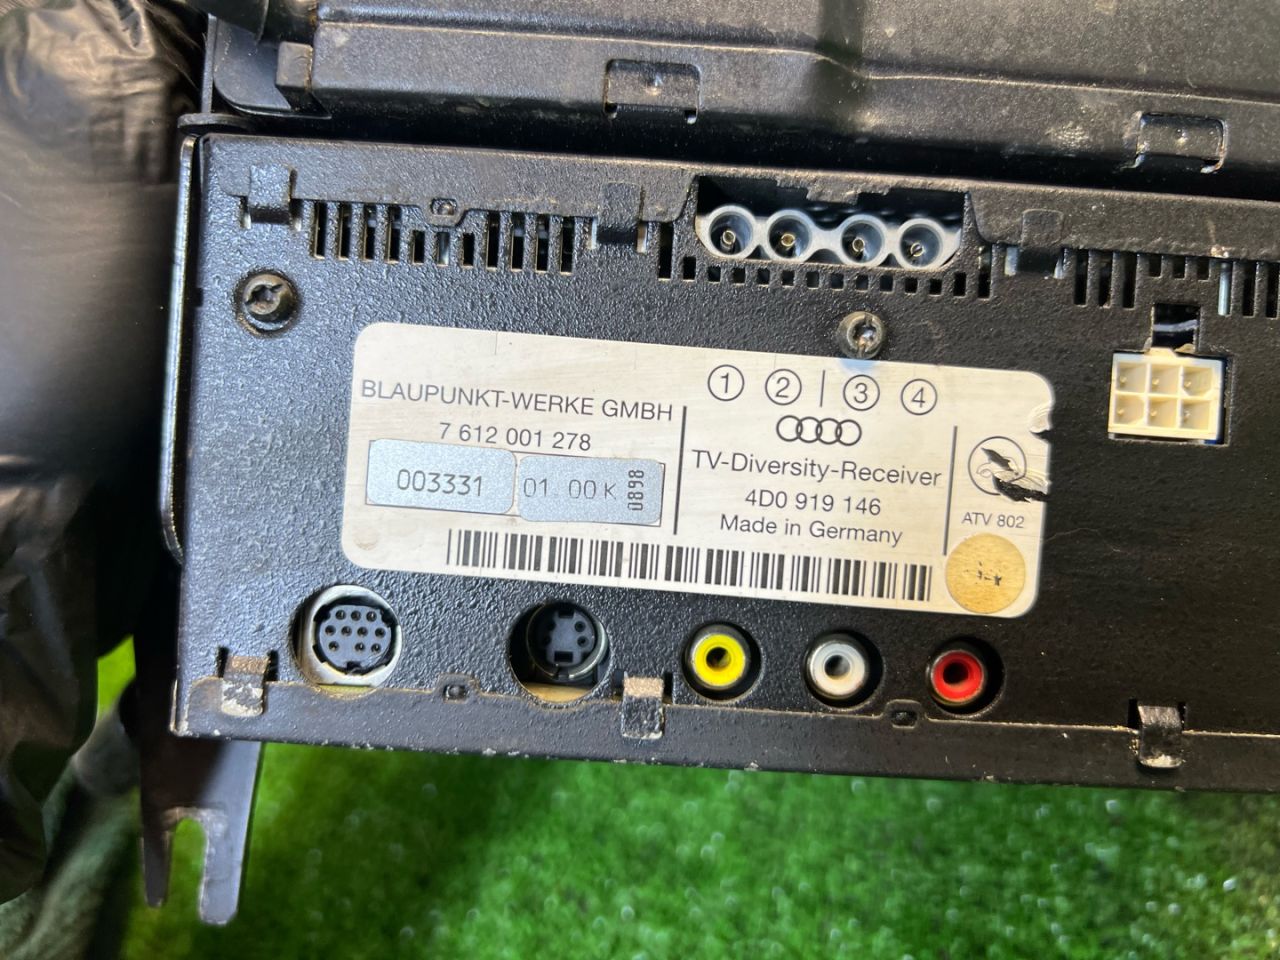 BLAUPUNKT-WERKE GMBH
7 612 001 278
003331
01. 00 K
0898
① ② | ③ ④
TV-Diversity-Receiver
4D0 919 146
Made in Germany
ATV 802